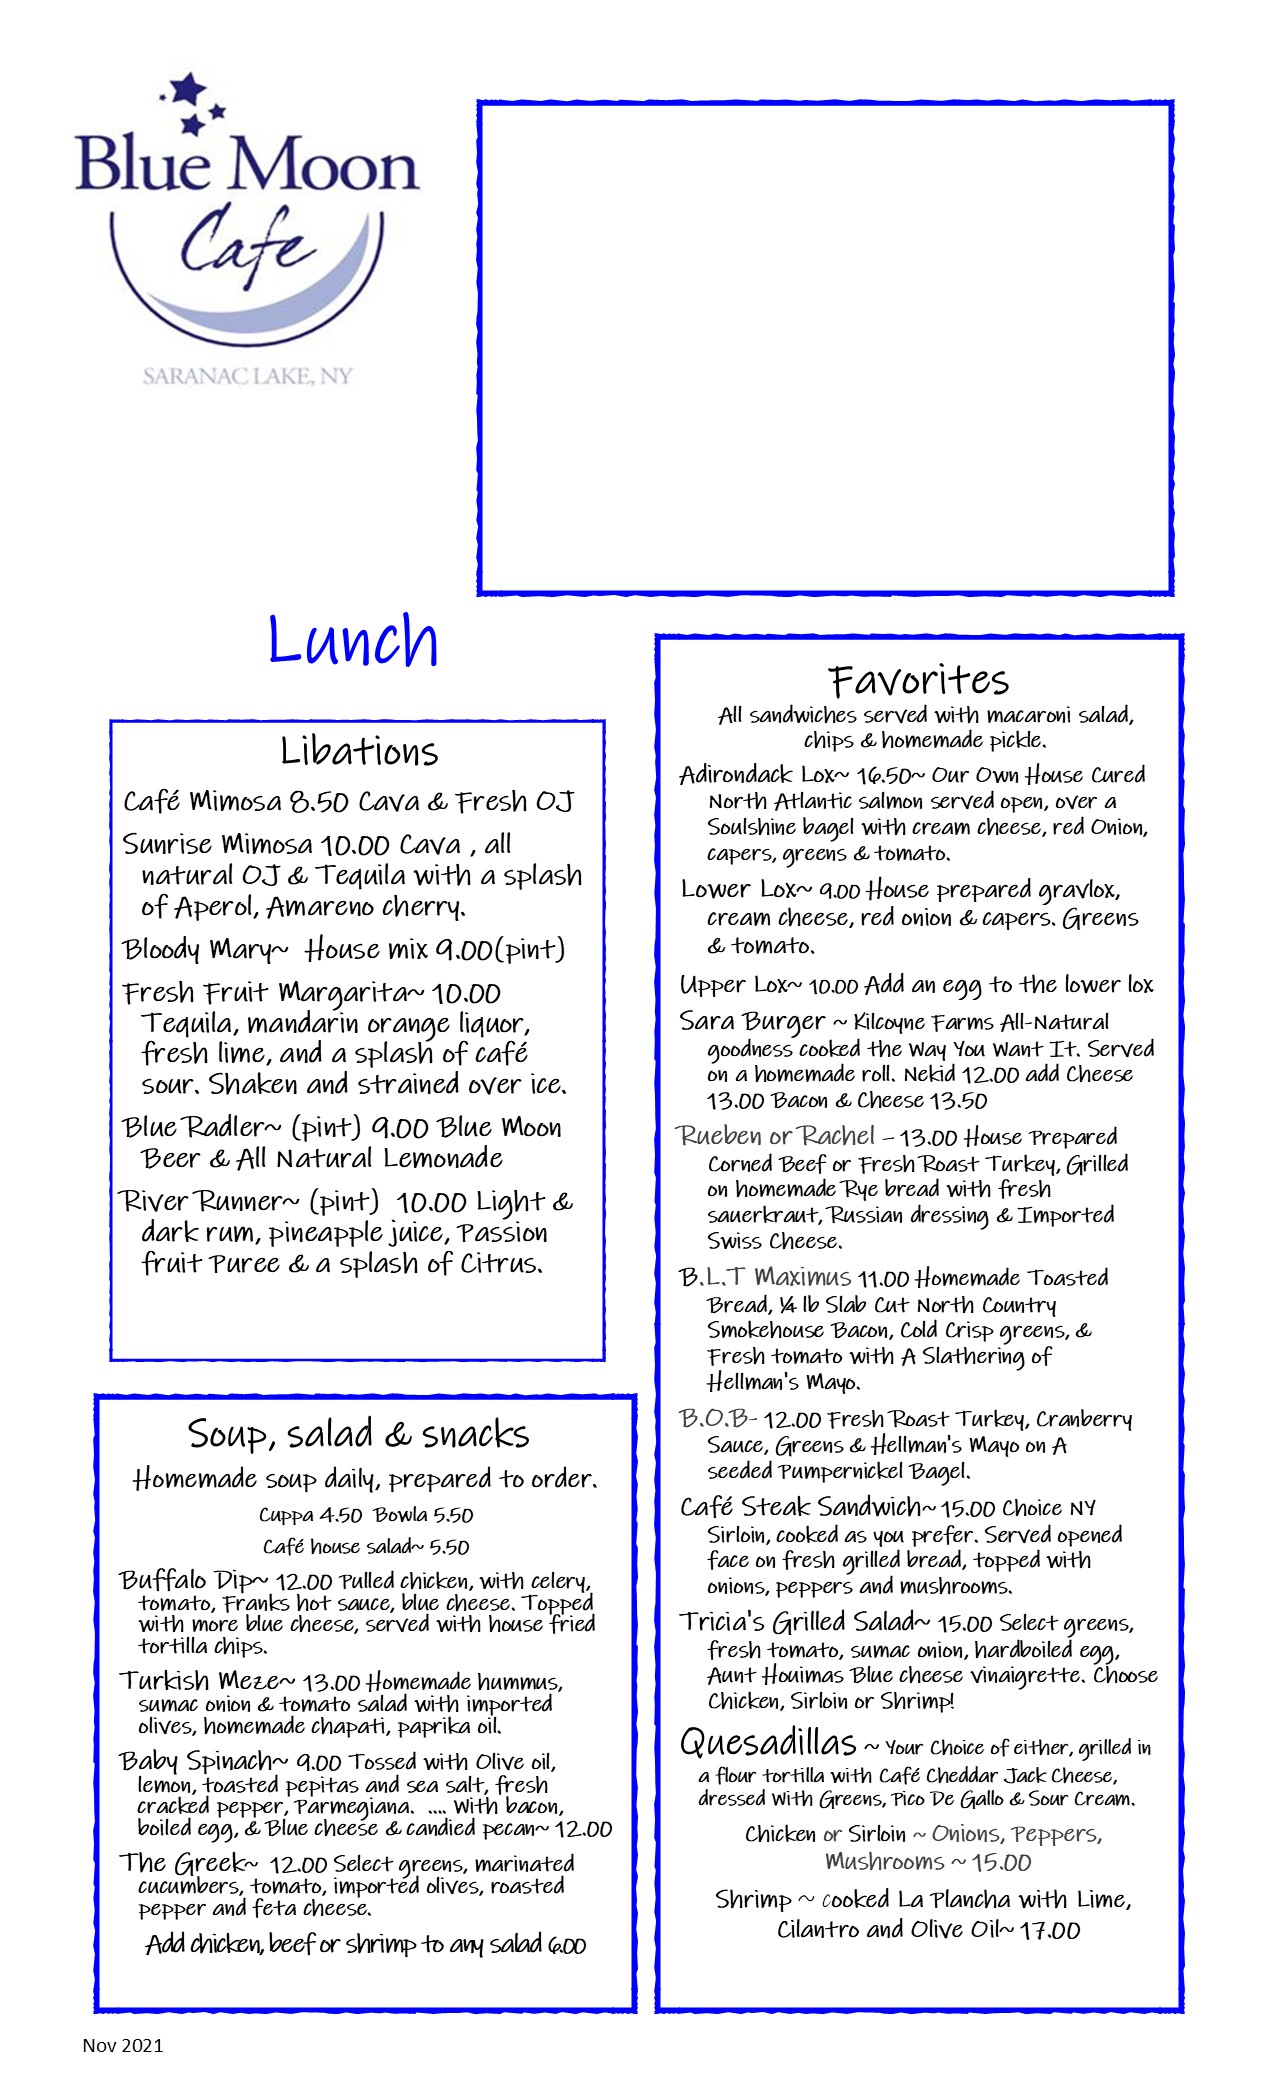 Blue Moon
Cafe
SARANAC LAKE, NY
Lunch
Libations
Café Mimosa 8.50 Cava & Fresh OJ
Sunrise Mimosa 10.00 Cava , all
natural OJ & Tequila with a splash
of Aperol, Amareno cherry.
Bloody Mary~ House mix 9.00(pint)
Fresh Fruit Margarita~ 10.00
Tequila, mandarin orange liquor,
fresh lime, and a splash of café
sour. Shaken and strained over ice.
Blue Radler~ (pint) 9.00 Blue Moon
Beer & All Natural Lemonade
River Runner~ (pint) 10.00 Light &
dark rum, pineapple juice, Passion
fruit Puree & a splash of Citrus.
Soup, salad & snacks
Homemade soup daily, prepared to order.
Cuppa 4.50 Bowla 5.50
Café house salad~ 5.50
Buffalo Dip~ 12.00 Pulled chicken, with celery,
tomato, Franks hot sauce, blue cheese. Topped
with more blue cheese, served with house fried
tortilla chips.
Turkish Meze~ 13.00 Homemade hummus,
sumac onion & tomato salad with imported
olives, homemade chapati, paprika oil.
Baby Spinach~ 9.00 Tossed with Olive oil,
lemon, toasted pepitas and sea salt, fresh
cracked pepper, Parmegiana. .... With bacon,
boiled egg, & Blue cheese & candied pecan~ 12.00
The Greek~ 12.00 Select greens, marinated
cucumbers, tomato, imported olives, roasted
pepper and feta cheese.
Add chicken, beef or shrimp to any salad 6.00
Favorites
All sandwiches served with macaroni salad,
chips & homemade pickle.
Adirondack Lox~ 16.50~ Our Own House Cured
North Atlantic salmon served open, over a
Soulshine bagel with cream cheese, red Onion,
capers, greens & tomato.
Lower Lox~ 9.00 House prepared gravlox,
cream cheese, red onion & capers. Greens
& tomato.
Upper Lox~ 10.00 Add an egg to the lower lox
Sara Burger ~ Kilcoyne Farms All-Natural
goodness cooked the Way You Want It. Served
on a homemade roll. Nekid 12.00 add Cheese
13.00 Bacon & Cheese 13.50
Rueben or Rachel – 13.00 House Prepared
Corned Beef or Fresh Roast Turkey, Grilled
on homemade Rye bread with fresh
sauerkraut, Russian dressing & Imported
Swiss Cheese.
B.L.T Maximus 11.00 Homemade Toasted
Bread, ¼ lb Slab Cut North Country
Smokehouse Bacon, Cold Crisp greens, &
Fresh tomato with A Slathering of
Hellman's Mayo.
B.O.B- 12.00 Fresh Roast Turkey, Cranberry
Sauce, Greens & Hellman's Mayo on A
seeded Pumpernickel Bagel.
Café Steak Sandwich~ 15.00 Choice NY
Sirloin, cooked as you prefer. Served opened
face on fresh grilled bread, topped with
onions, peppers and mushrooms.
Tricia's Grilled Salad~ 15.00 Select greens,
fresh tomato, sumac onion, hardboiled egg,
Aunt Houimas Blue cheese vinaigrette. Choose
Chicken, Sirloin or Shrimp!
Quesadillas ~ Your Choice of either, grilled in
a flour tortilla with Café Cheddar Jack Cheese,
dressed With Greens, Pico De Gallo & Sour Cream.
Chicken or Sirloin ~ Onions, Peppers,
Mushrooms ~ 15.00
Shrimp ~ Cooked La Plancha with Lime,
Cilantro and Olive Oil~ 17.00
Nov 2021